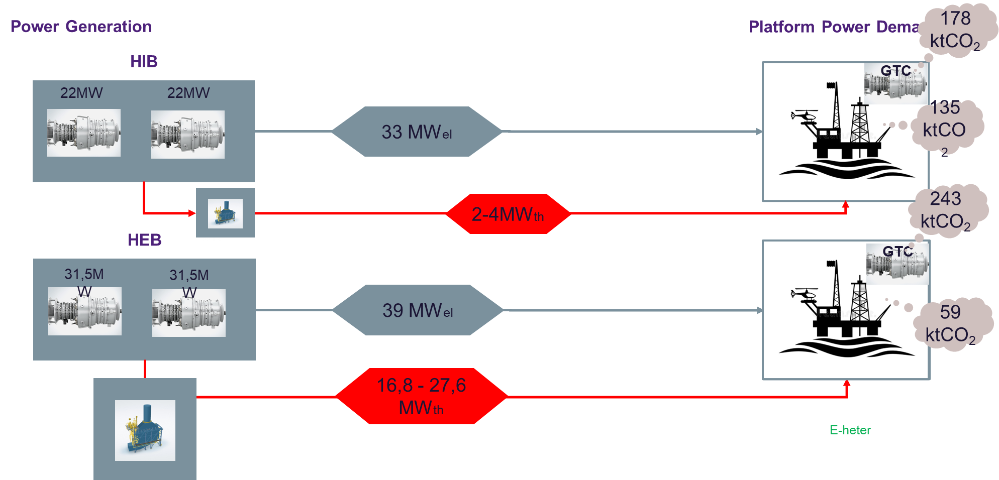 Power Generation
Platform Power Dema
178
ktCO2
HIB
22MW
22MW
GTC
33 MWel
135
ktCO
2
2-4MWth
243
ktCO2
HEB
31,5M
W
31,5M
W
GTC
39 MWel
59
ktCO2
16,8 - 27,6
MWth
E-heter